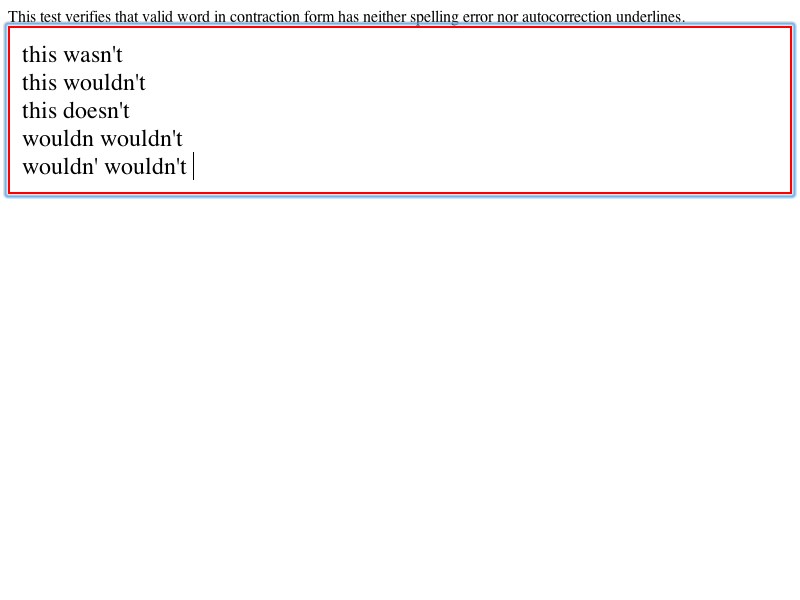 This test verifies that valid word in contraction form has neither spelling error nor autocorrection underlines.
this wasn't
this wouldn't
this doesn't
wouldn wouldn't
wouldn' wouldn't